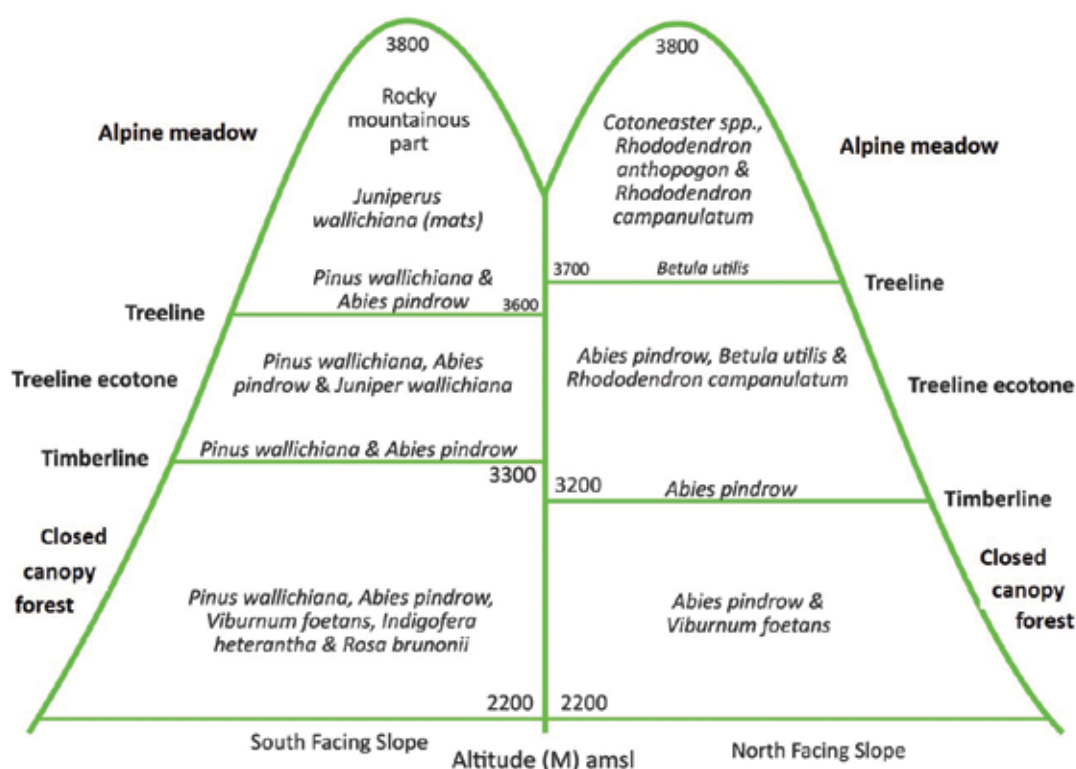 3800
3800
Rocky
mountainous
part
Alpine meadow
Cotoneaster spp.,
Rhododendron
anthopogon &
Rhododendron
campanulatum
Alpine meadow
Juniperus
wallichiana (mats)
Pinus wallichiana &
Abies pindrow
3700
Betula utilis
Treeline
3600
Treeline
Treeline ecotone
Pinus wallichiana, Abies
pindrow & Juniper wallichiana
Abies pindrow, Betula utilis &
Rhododendron campanulatum
Treeline ecotone
Timberline
Pinus wallichiana & Abies pindrow
3300
3200
Abies pindrow
Timberline
Closed
canopy
forest
Pinus wallichiana, Abies pindrow,
Viburnum foetans, Indigofera
heterantha & Rosa brunonii
Abies pindrow &
Viburnum foetans
Closed
canopy
forest
2200
2200
South Facing Slope
Altitude (M) amsl
North Facing Slope